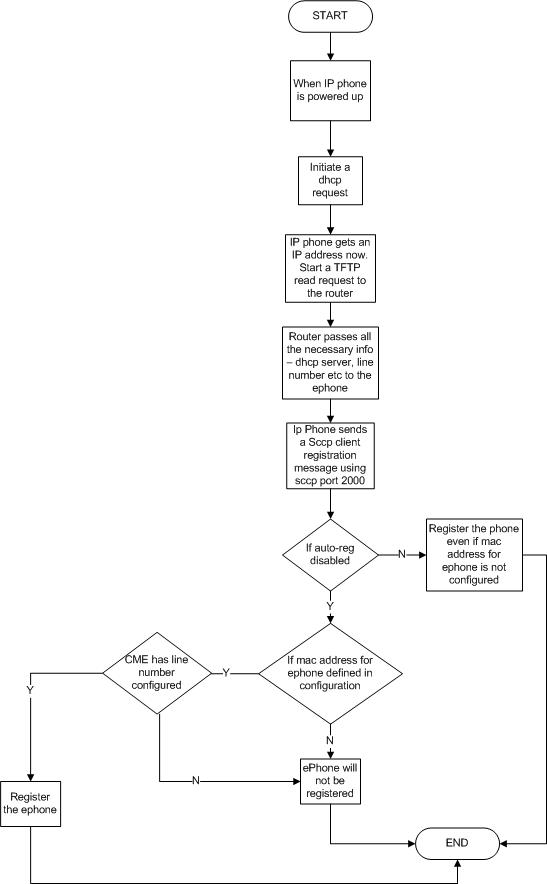 START
When IP phone
is powered up
Initiate a
dhcp
request
IP phone gets an
IP address now.
Start a TFTP
read request to
the router
Router passes all
the necessary info
– dhcp server, line
number etc to the
ephone
Ip Phone sends
a Sccp client
registration
message using
sccp port 2000
If auto-reg
disabled
N
Register the phone
even if mac
address for
ephone is not
configured
Y
If mac address for
ephone defined in
configuration
Y
CME has line
number
configured
Y
N
N
ePhone will
not be
registered
Register
the ephone
END